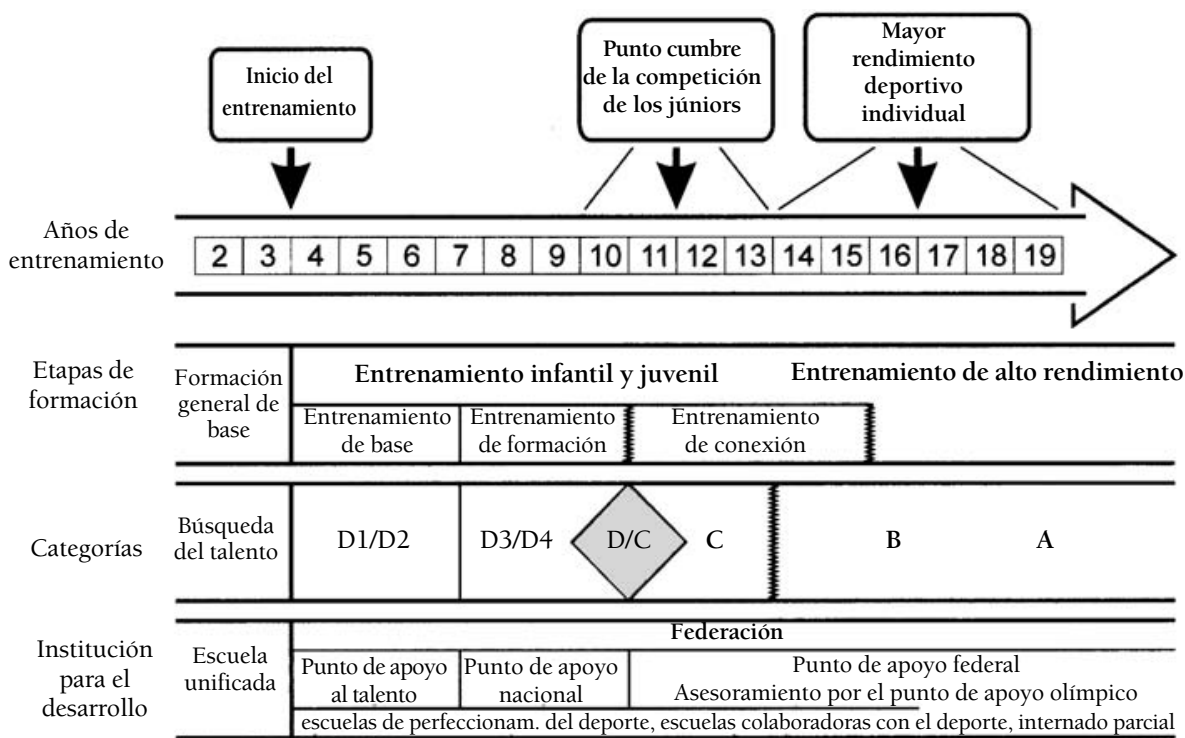 Inicio del
entrenamiento
Punto cumbre
de la competición
de los júniors
Mayor
rendimiento
deportivo
individual
Años de
entrenamiento
2 3 4 5 6 7 8 9 10 11 12 13 14 15 16 17 18 19
Etapas de
formación
Formación
general de
base
Entrenamiento infantil y juvenil
Entrenamiento de alto rendimiento
Entrenamiento
de base
Entrenamiento
de formación
Entrenamiento
de conexión
Categorías
Búsqueda
del talento
D1/D2
D3/D4
D/C
C
B
A
Institución
para el
desarrollo
Escuela
unificada
Federación
Punto de apoyo
al talento
Punto de apoyo
nacional
Punto de apoyo federal
Asesoramiento por el punto de apoyo olímpico
escuelas de perfeccionam. del deporte, escuelas colaboradoras con el deporte, internado parcial